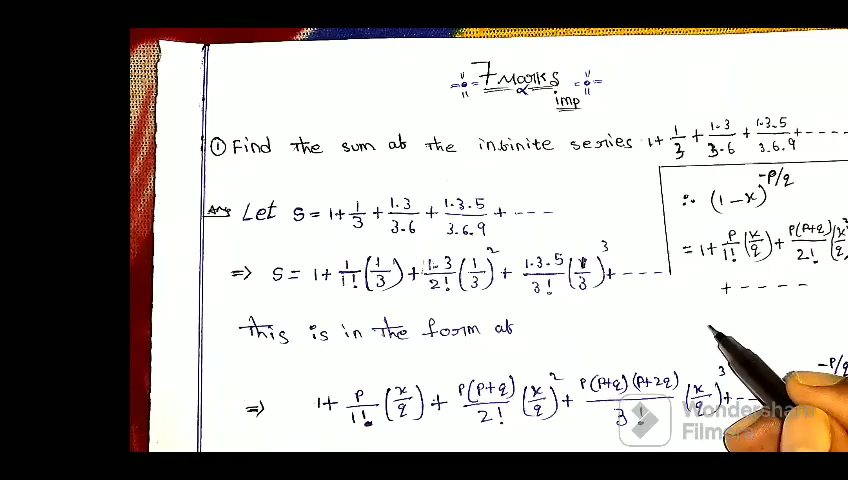 7 Marks
imp
① Find the sum of the infinite series 1 + 1/3 + 1·3/3·6 + 1·3·5/3·6·9 + ----
Ans Let S = 1 + 1/3 + 1·3/3·6 + 1·3·5/3·6·9 + ---
∴ (1-x)^-P/q
= 1 + P/1! (x/q) + P(P+q)/2! (x/q)²
+ ----
⇒ S = 1 + 1/1! (1/3) + 1·3/2! (1/3)² + 1·3·5/3! (1/3)³ + ---
This is in the form of
⇒ 1 + P/1! (x/q) + P(P+q)/2! (x/q)² + P(P+q)(P+2q)/3! (x/q)³ + --
-P/q
Wondershare
Filmora